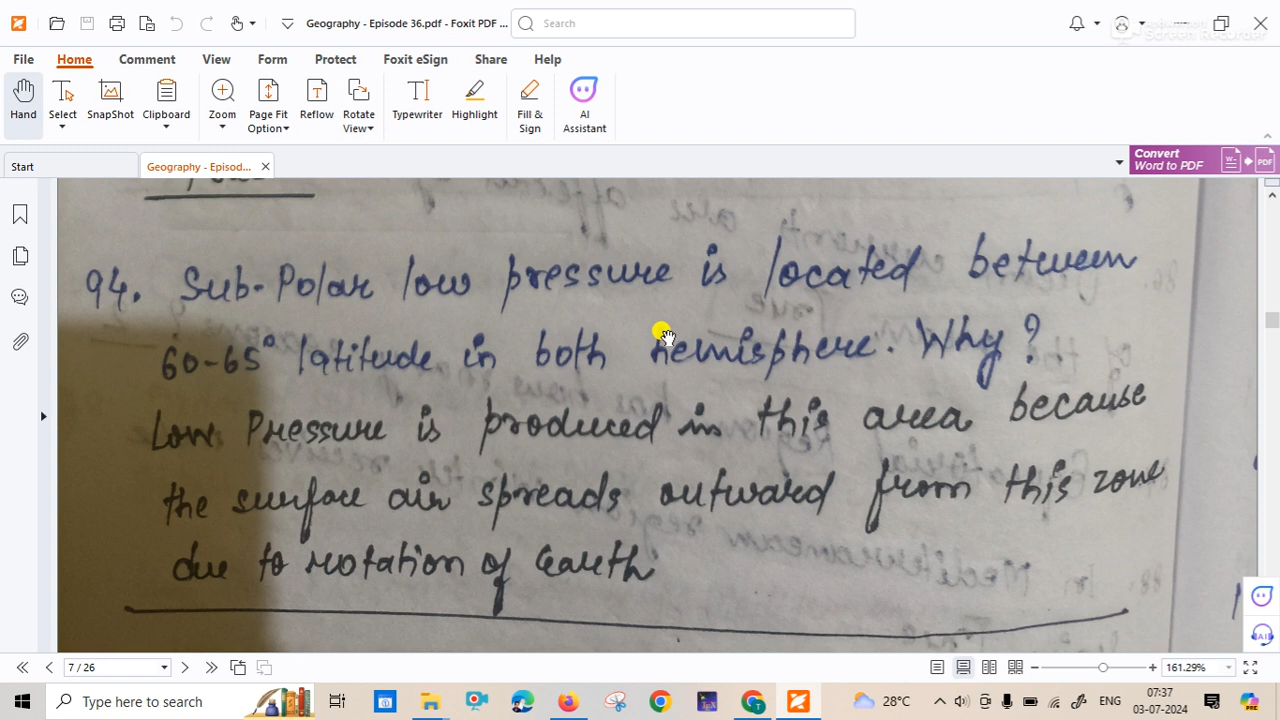 Geography - Episode 36.pdf - Foxit PDF ...
Search
File Home Comment View Form Protect Foxit eSign Share Help
Hand Select SnapShot Clipboard Zoom Page Fit Option Reflow Rotate View Typewriter Highlight Fill & Sign AI Assistant
Start
Geography - Episod...
Convert Word to PDF
94. Sub-Polar low pressure is located between
60-65° latitude in both hemisphere. Why?
Low Pressure is produced in this area because
the surface air spreads outward from this zone
due to rotation of Earth.
7 / 26
161.29%
Type here to search
28°C
ENG
07:37
03-07-2024